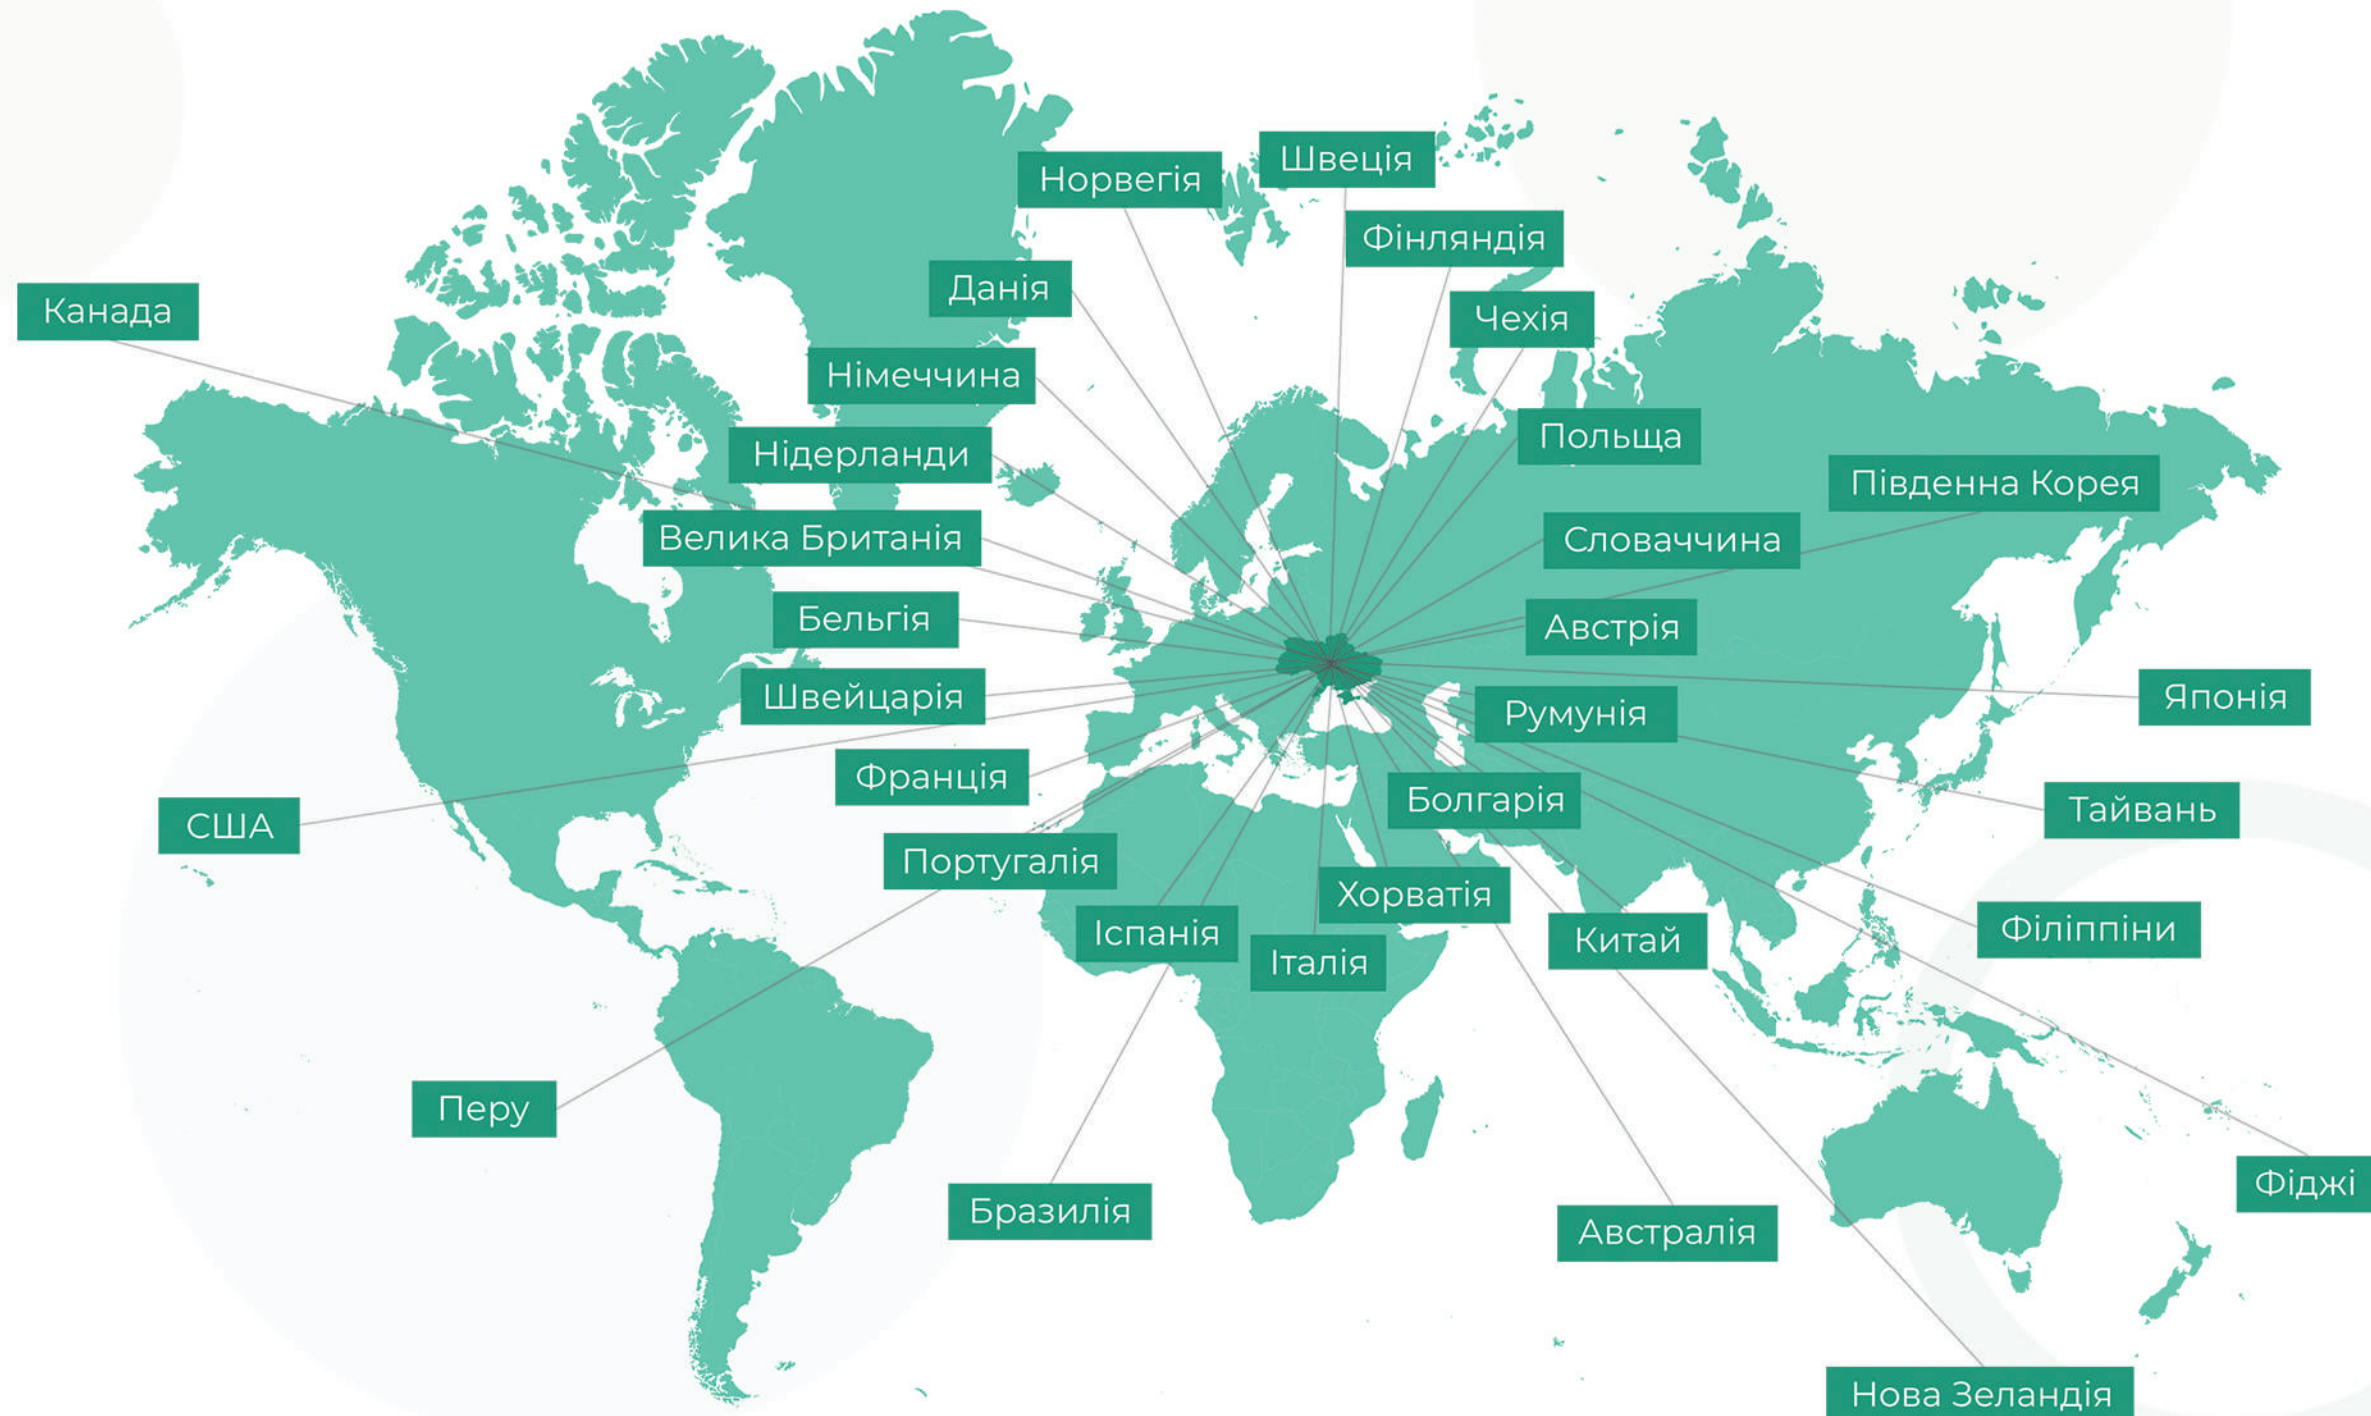 Швеція
Норвегія
Фінляндія
Данія
Канада
Чехія
Німеччина
Польща
Нідерланди
Південна Корея
Велика Британія
Словаччина
Бельгія
Австрія
Швейцарія
Японія
Румунія
Франція
Болгарія
Тайвань
США
Португалія
Хорватія
Філіппіни
Іспанія
Китай
Італія
Перу
Фіджі
Бразилія
Австралія
Нова Зеландія